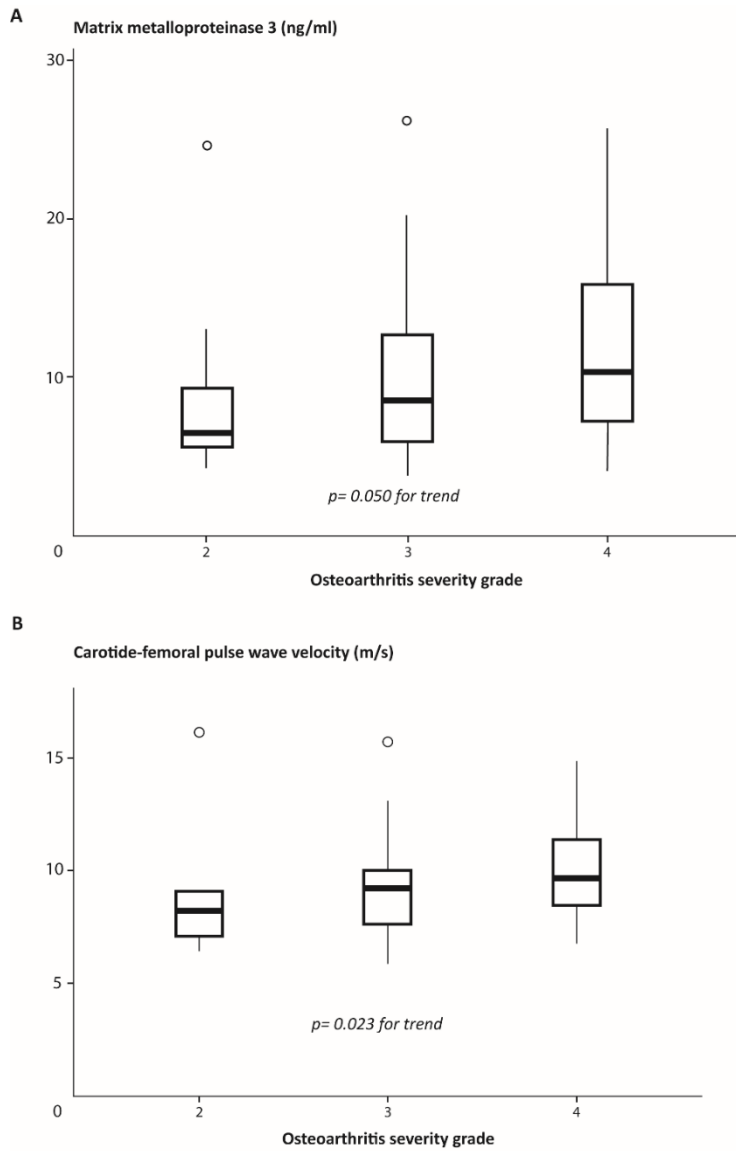 A
Matrix metalloproteinase 3 (ng/ml)
30
20
10
0
p= 0.050 for trend
2 3 4
Osteoarthritis severity grade
B
Carotide-femoral pulse wave velocity (m/s)
15
10
5
0
p= 0.023 for trend
2 3 4
Osteoarthritis severity grade